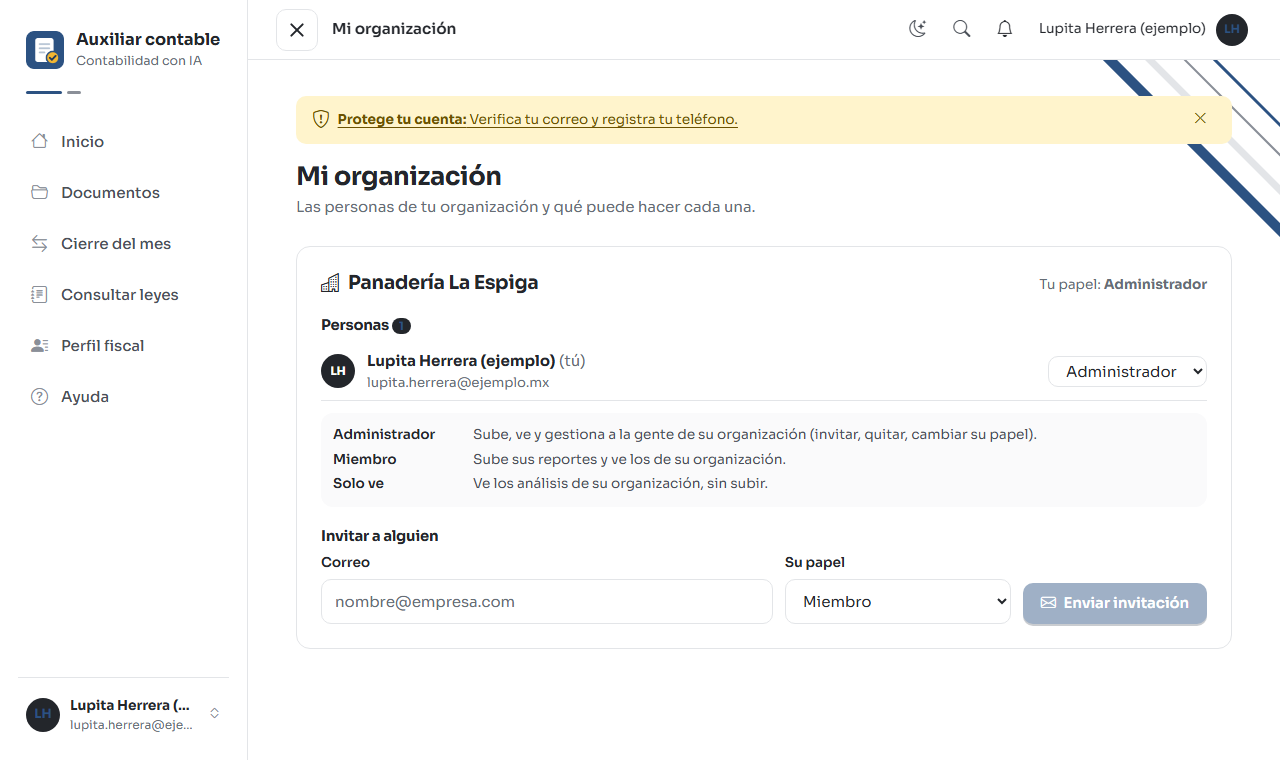 Auxiliar contable
Contabilidad con IA
Inicio
Documentos
Cierre del mes
Consultar leyes
Perfil fiscal
Ayuda
LH
Lupita Herrera (...
lupita.herrera@eje...
Mi organización
Lupita Herrera (ejemplo)
LH
Protege tu cuenta: Verifica tu correo y registra tu teléfono.
Mi organización
Las personas de tu organización y qué puede hacer cada una.
Panadería La Espiga
Tu papel: Administrador
Personas 1
LH
Lupita Herrera (ejemplo) (tú)
lupita.herrera@ejemplo.mx
Administrador
Administrador Sube, ve y gestiona a la gente de su organización (invitar, quitar, cambiar su papel).
Miembro Sube sus reportes y ve los de su organización.
Solo ve Ve los análisis de su organización, sin subir.
Invitar a alguien
Correo
Su papel
nombre@empresa.com
Miembro
Enviar invitación